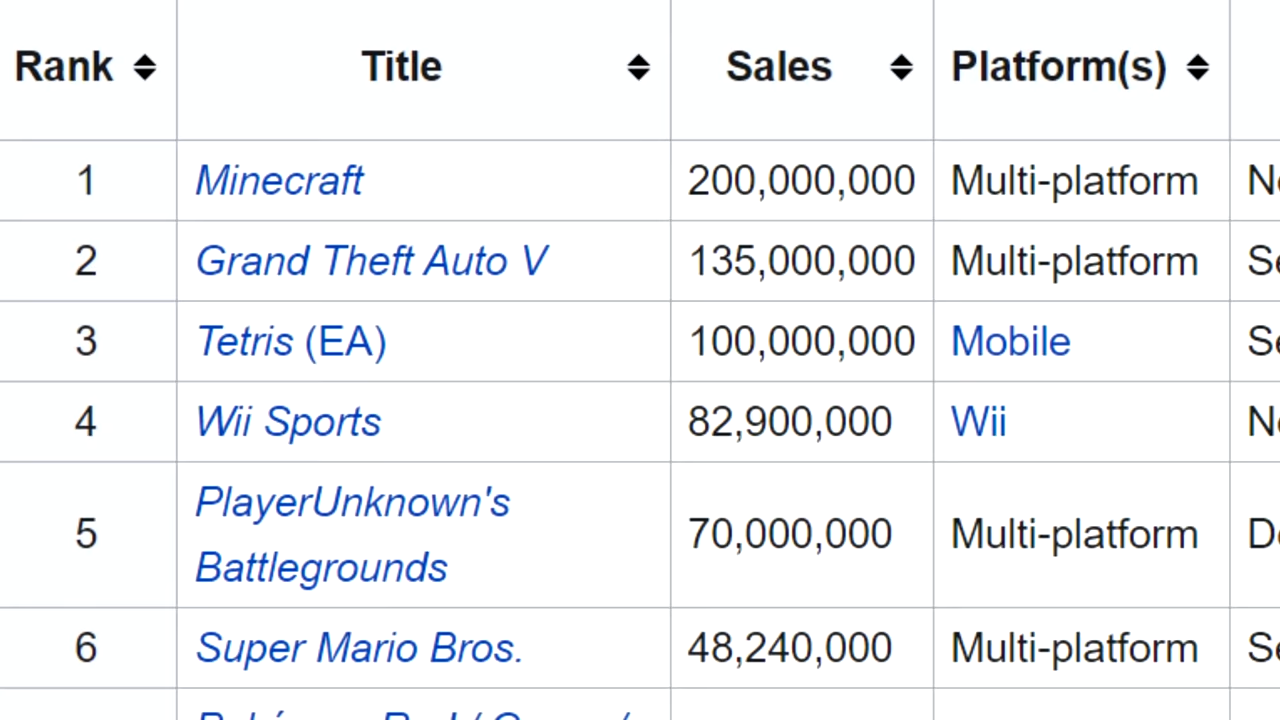 Rank Title Sales Platform(s)
1 Minecraft 200,000,000 Multi-platform
2 Grand Theft Auto V 135,000,000 Multi-platform
3 Tetris (EA) 100,000,000 Mobile
4 Wii Sports 82,900,000 Wii
5 PlayerUnknown's
Battlegrounds 70,000,000 Multi-platform
6 Super Mario Bros. 48,240,000 Multi-platform